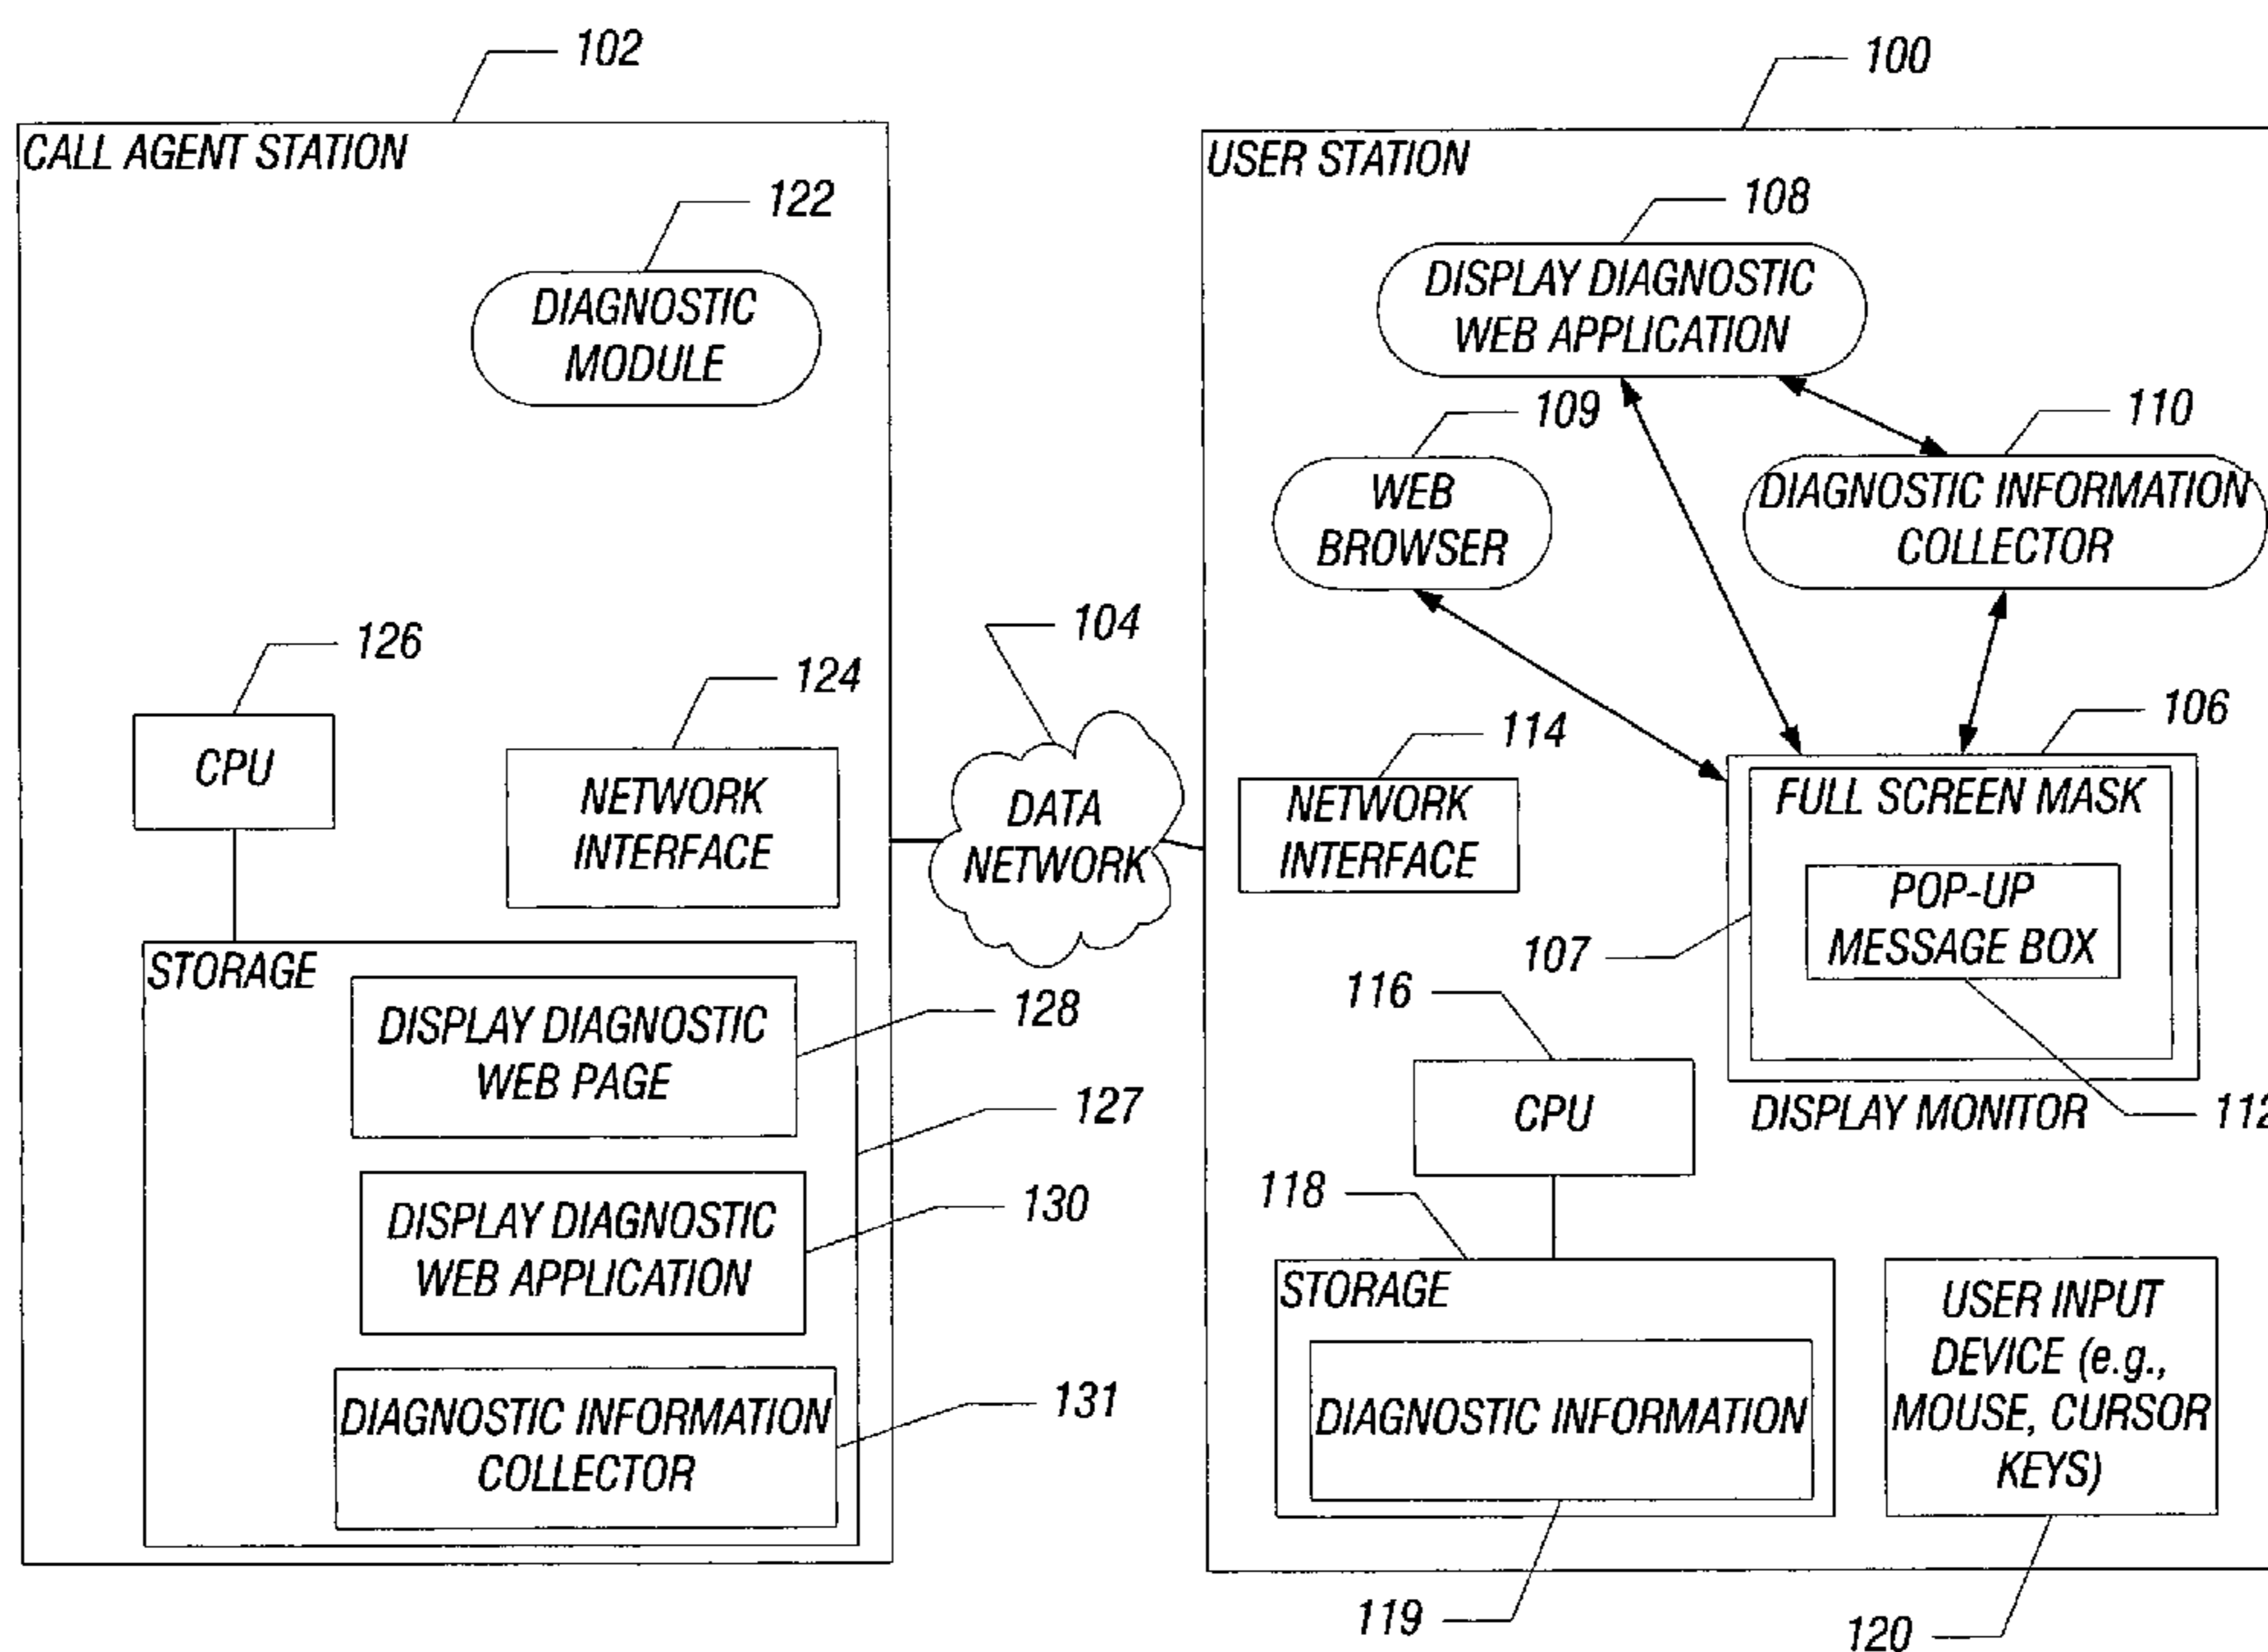 102
CALL AGENT STATION
122
DIAGNOSTIC
MODULE
126
CPU
124
NETWORK
INTERFACE
STORAGE
DISPLAY DIAGNOSTIC
WEB PAGE
128
127
DISPLAY DIAGNOSTIC
WEB APPLICATION
130
DIAGNOSTIC INFORMATION
COLLECTOR
131
104
DATA
NETWORK
100
USER STATION
108
DISPLAY DIAGNOSTIC
WEB APPLICATION
109
WEB
BROWSER
110
DIAGNOSTIC INFORMATION
COLLECTOR
114
NETWORK
INTERFACE
106
FULL SCREEN MASK
POP-UP
MESSAGE BOX
107
DISPLAY MONITOR
112
116
CPU
118
STORAGE
DIAGNOSTIC INFORMATION
119
USER INPUT
DEVICE (e.g.,
MOUSE, CURSOR
KEYS)
120